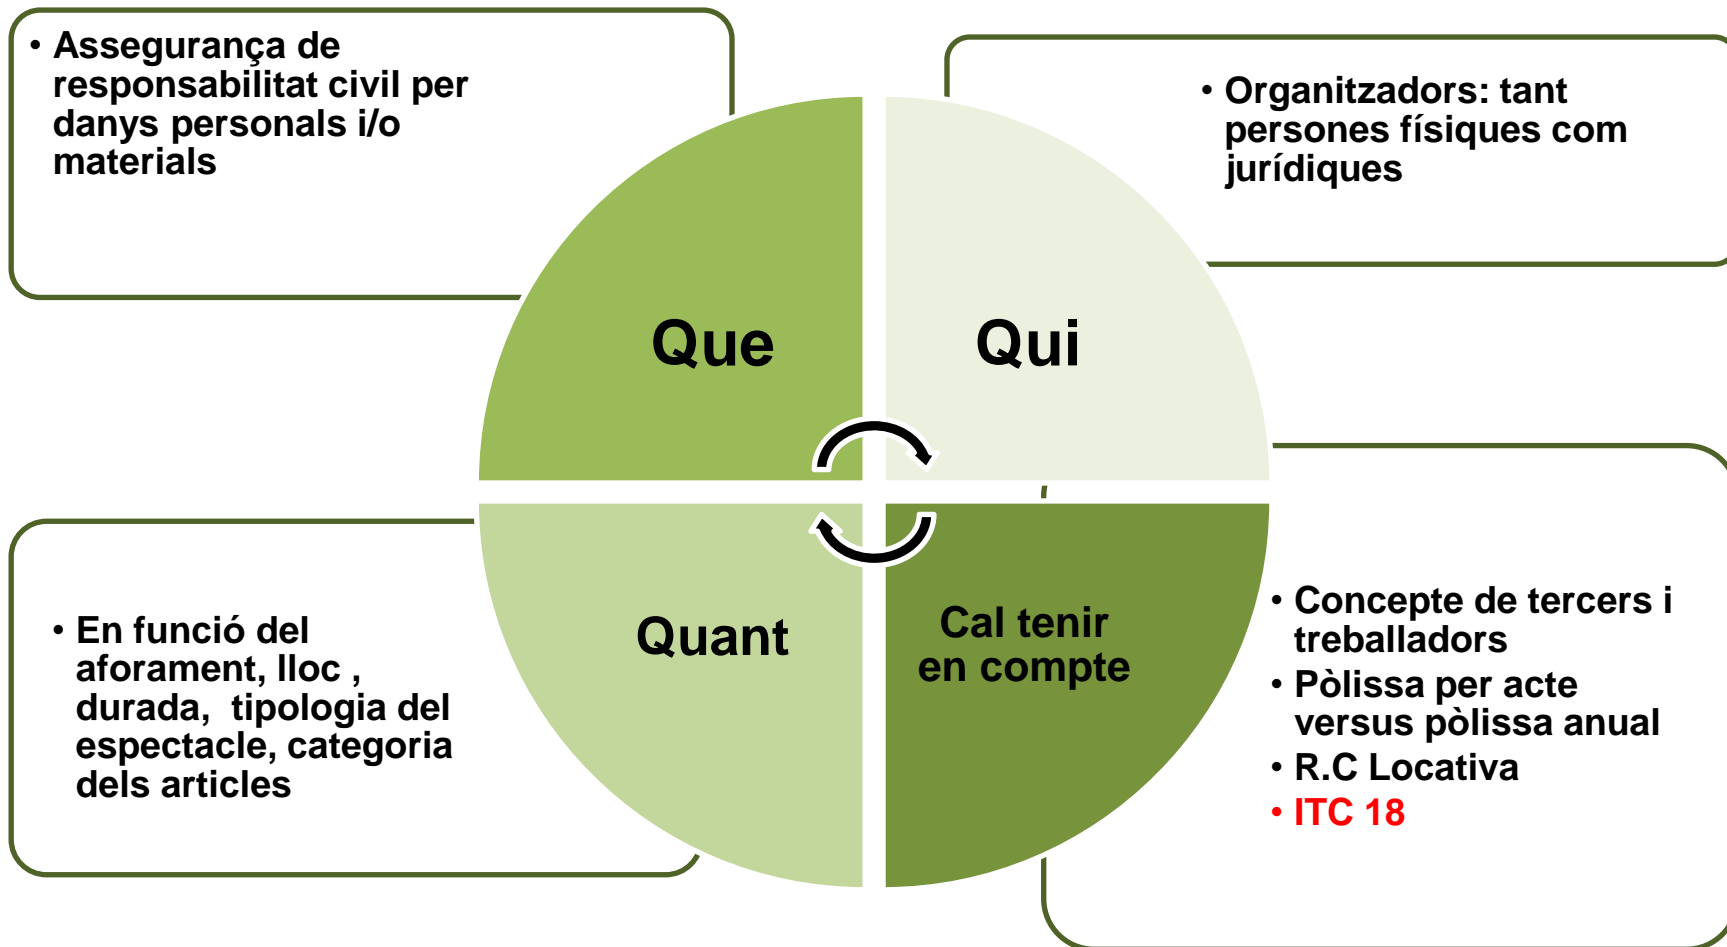 • Assegurança de
responsabilitat civil per
danys personals i/o
materials
• Organitzadors: tant
persones físiques com
jurídiques
Que
Qui
Quant
Cal tenir
en compte
• En funció del
aforament, lloc ,
durada, tipologia del
espectacle, categoria
dels articles
• Concepte de tercers i
treballadors
• Pòlissa per acte
versus pòlissa anual
• R.C Locativa
• ITC 18